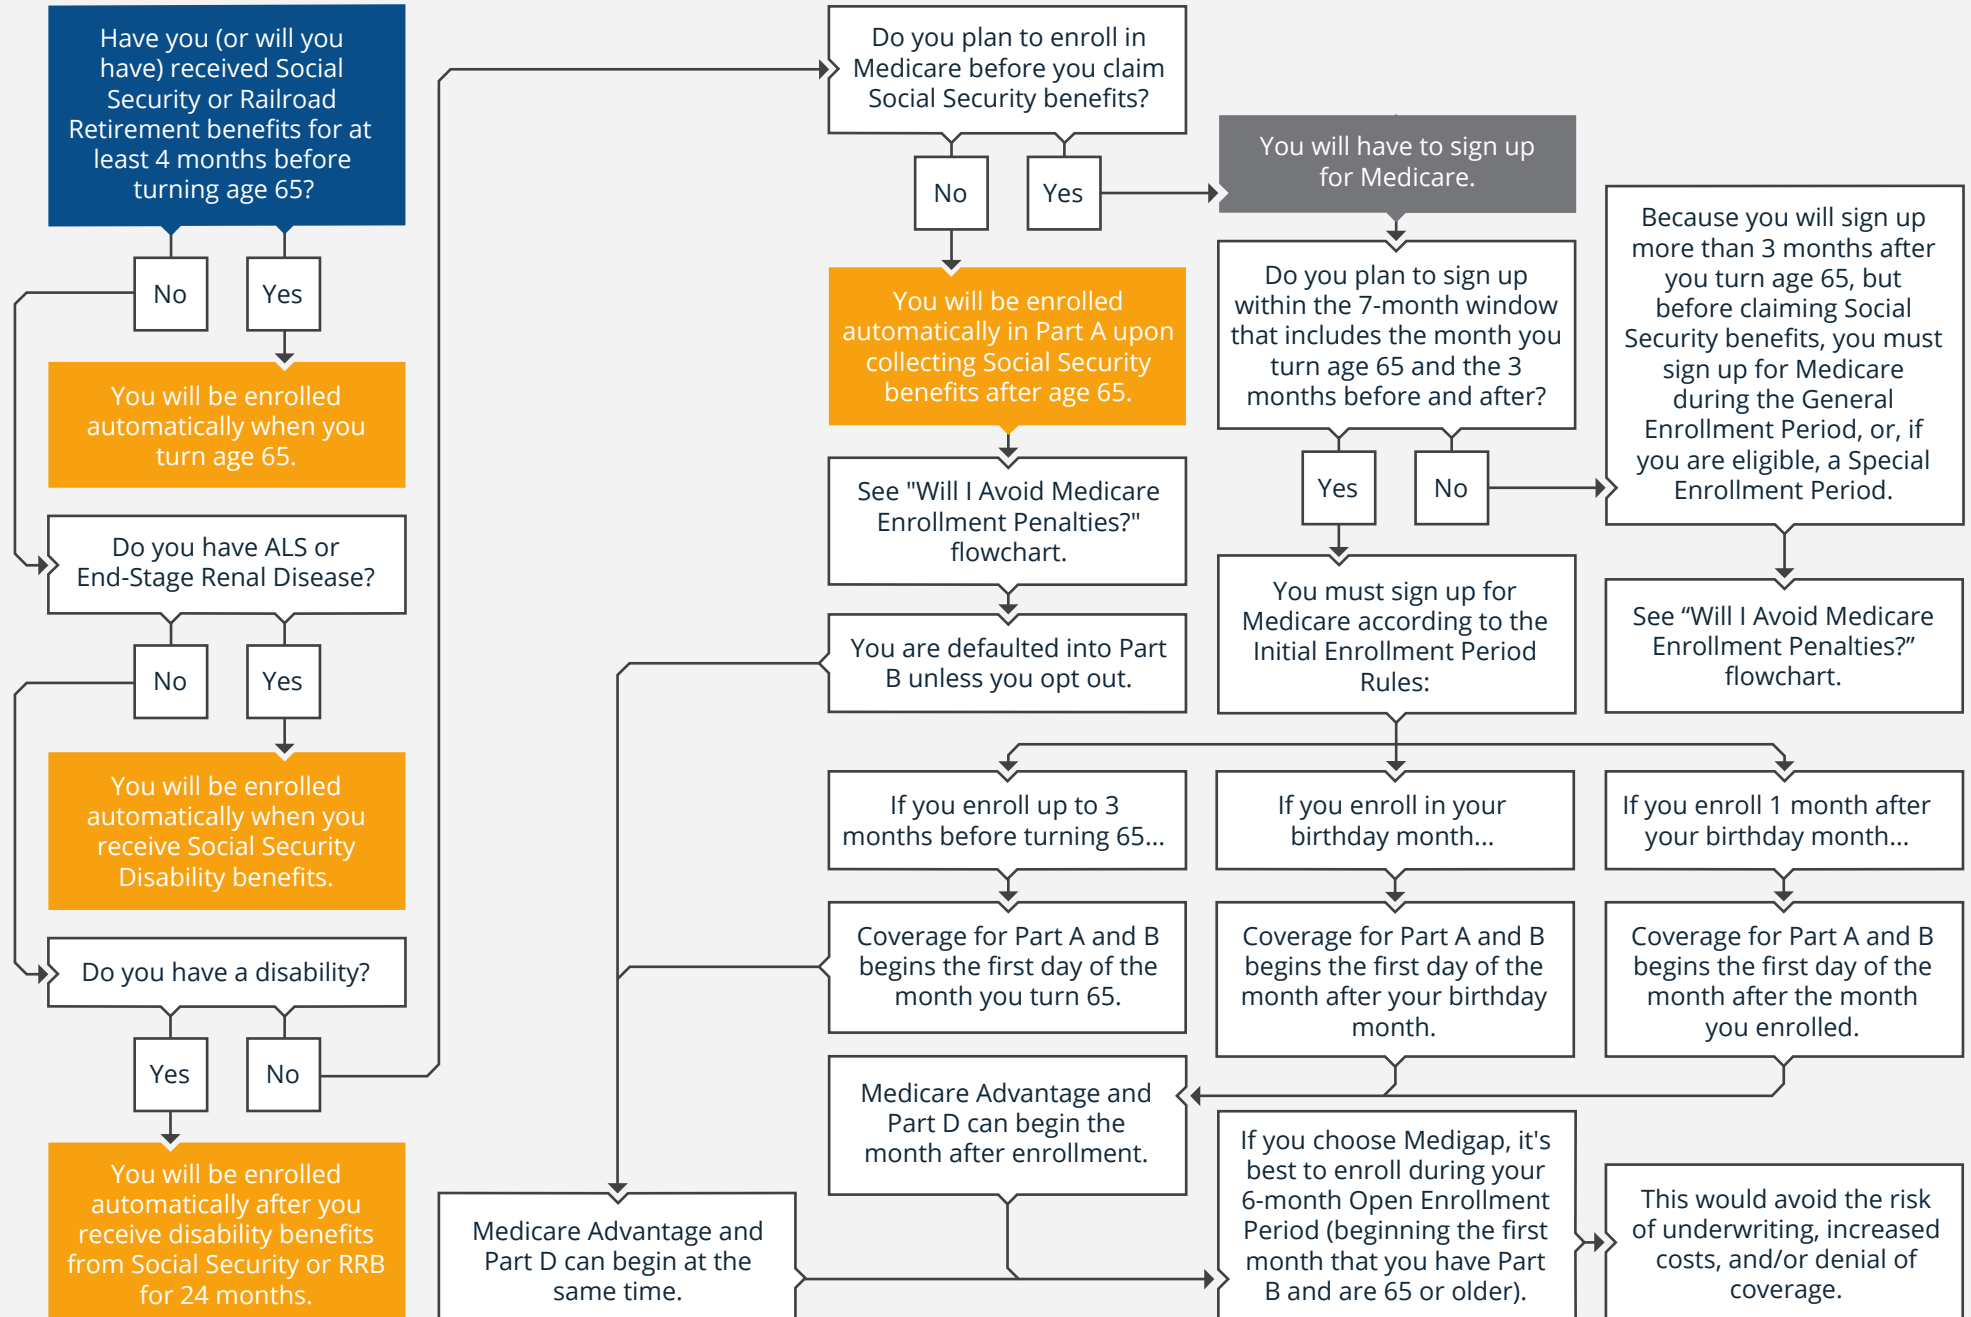 Have you (or will you
have) received Social
Security or Railroad
Retirement benefits for at
least 4 months before
turning age 65?
No
Yes
You will be enrolled
automatically when you
turn age 65.
Do you have ALS or
End-Stage Renal Disease?
No
Yes
You will be enrolled
automatically when you
receive Social Security
Disability benefits.
Do you have a disability?
Yes
No
You will be enrolled
automatically after you
receive disability benefits
from Social Security or RRB
for 24 months.
Do you plan to enroll in
Medicare before you claim
Social Security benefits?
No
Yes
You will be enrolled
automatically in Part A upon
collecting Social Security
benefits after age 65.
See "Will I Avoid Medicare
Enrollment Penalties?"
flowchart.
You are defaulted into Part
B unless you opt out.
You will have to sign up
for Medicare.
Do you plan to sign up
within the 7-month window
that includes the month you
turn age 65 and the 3
months before and after?
Yes
No
Because you will sign up
more than 3 months after
you turn age 65, but
before claiming Social
Security benefits, you must
sign up for Medicare
during the General
Enrollment Period, or, if
you are eligible, a Special
Enrollment Period.
See “Will I Avoid Medicare
Enrollment Penalties?”
flowchart.
You must sign up for
Medicare according to the
Initial Enrollment Period
Rules:
If you enroll up to 3
months before turning 65...
If you enroll in your
birthday month...
If you enroll 1 month after
your birthday month...
Coverage for Part A and B
begins the first day of the
month you turn 65.
Coverage for Part A and B
begins the first day of the
month after your birthday
month.
Coverage for Part A and B
begins the first day of the
month after the month
you enrolled.
Medicare Advantage and
Part D can begin the
month after enrollment.
Medicare Advantage and
Part D can begin at the
same time.
If you choose Medigap, it's
best to enroll during your
6-month Open Enrollment
Period (beginning the first
month that you have Part
B and are 65 or older).
This would avoid the risk
of underwriting, increased
costs, and/or denial of
coverage.